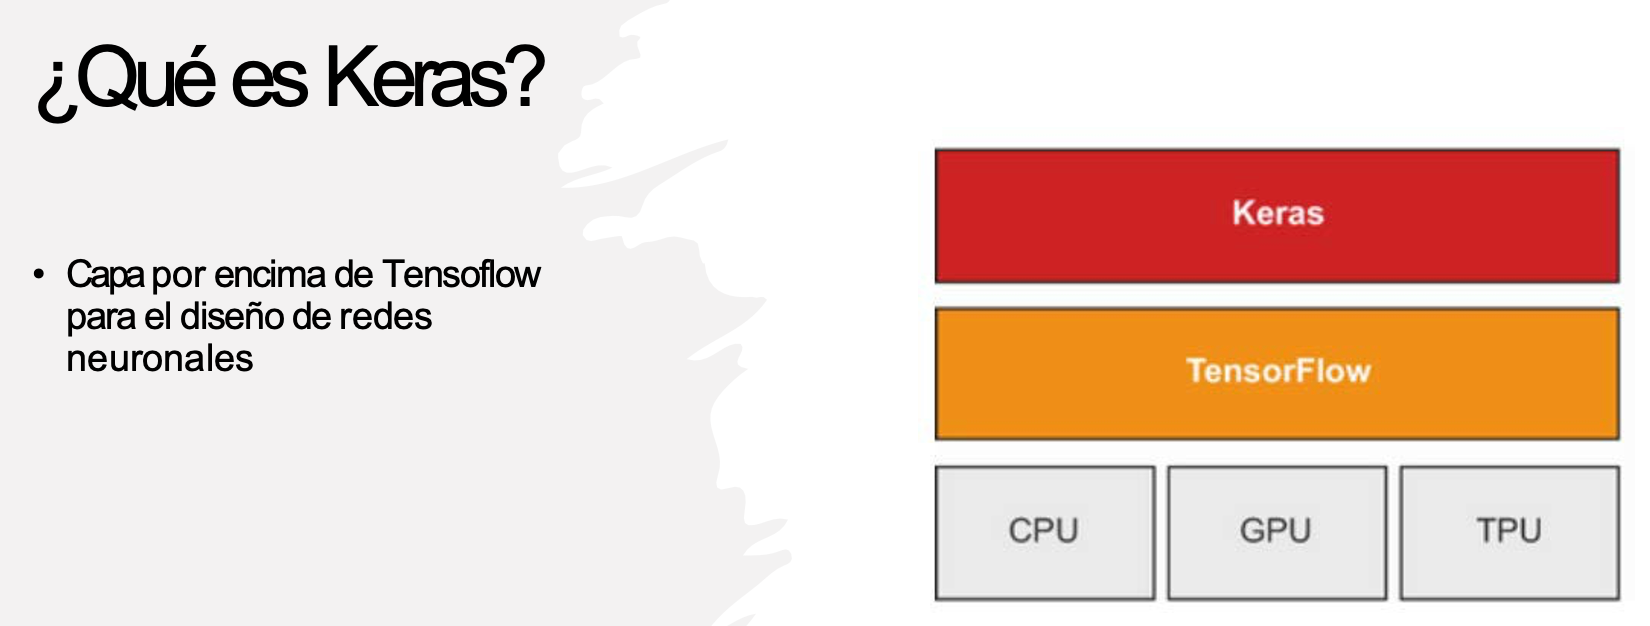 ¿Qué es Keras?
• Capa por encima de Tensoflow
para el diseño de redes
neuronales
Keras
TensorFlow
CPU
GPU
TPU